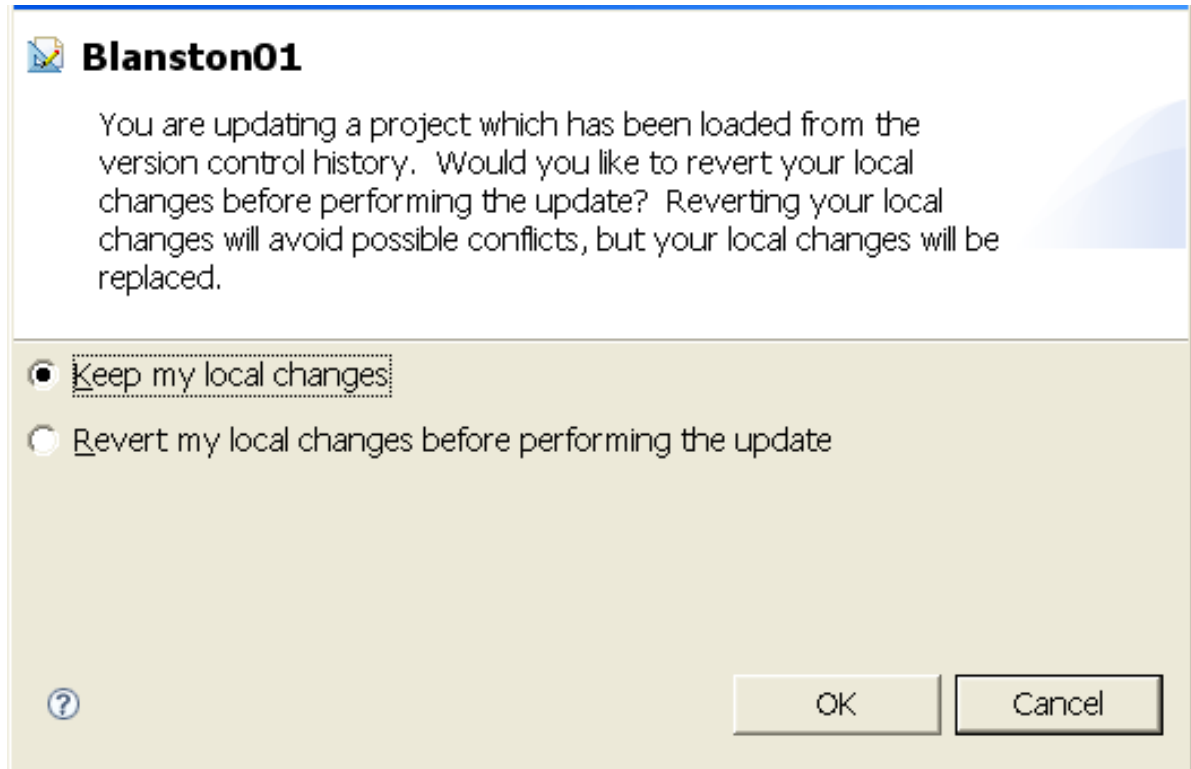 Blanston01
You are updating a project which has been loaded from the
version control history.  Would you like to revert your local
changes before performing the update?  Reverting your local
changes will avoid possible conflicts, but your local changes will be
replaced.
Keep my local changes
Revert my local changes before performing the update
?
OK
Cancel